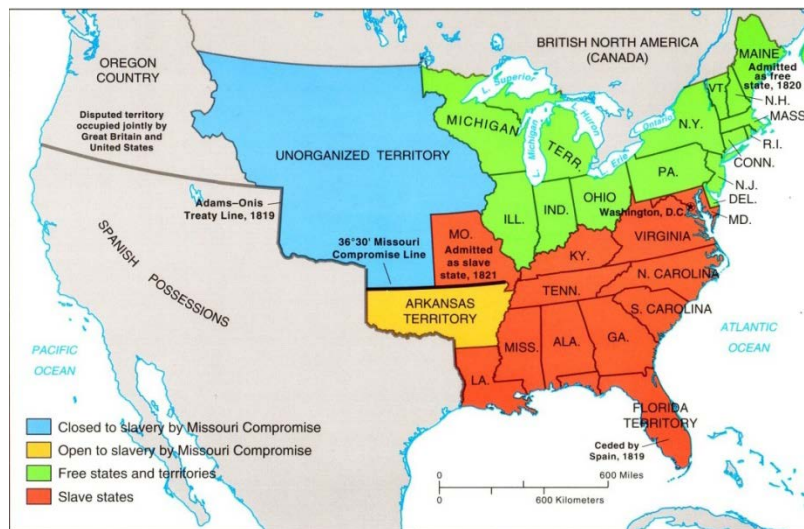 OREGON
COUNTRY
Disputed territory
occupied jointly by
Great Britain and
United States
BRITISH NORTH AMERICA
(CANADA)
MAINE
Admitted
as free
state, 1820
VT.
N.H.
MASS.
R.I.
CONN.
N.Y.
N.J.
PA.
DEL.
MD.
L. Superior
L. Michigan
L. Huron
Ontario
Erie
MICHIGAN
TERR.
UNORGANIZED TERRITORY
Adams–Onis
Treaty Line, 1819
36°30' Missouri
Compromise Line
MO.
Admitted
as slave
state, 1821
ILL.
IND.
OHIO
Washington, D.C.
VIRGINIA
KY.
N. CAROLINA
TENN.
S. CAROLINA
ARKANSAS
TERRITORY
MISS.
ALA.
GA.
LA.
FLORIDA
TERRITORY
Ceded by
Spain, 1819
SPANISH POSSESSIONS
PACIFIC
OCEAN
ATLANTIC
OCEAN
Closed to slavery by Missouri Compromise
Open to slavery by Missouri Compromise
Free states and territories
Slave states
0
600 Miles
0
600 Kilometers